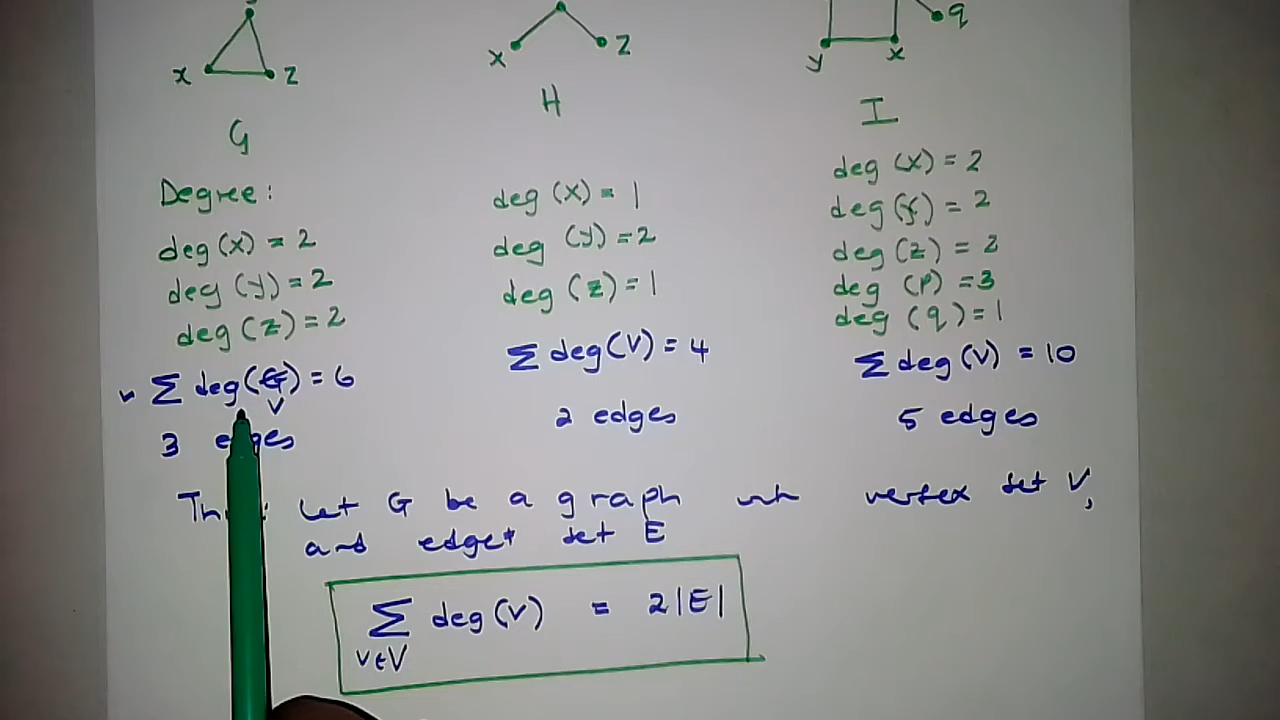 x z
G
Degree:
deg (x) = 2
deg (y) = 2
deg (z) = 2
Σ deg (G) = 6
v
3 edges
x z
H
deg (x) = 1
deg (y) = 2
deg (z) = 1
Σ deg(V) = 4
2 edges
q
y x
I
deg (x) = 2
deg (y) = 2
deg (z) = 2
deg (p) = 3
deg (q) = 1
Σ deg (V) = 10
5 edges
Let G be a graph with vertex set V,
and edget set E
Σ deg(v) = 2|E|
v∈V